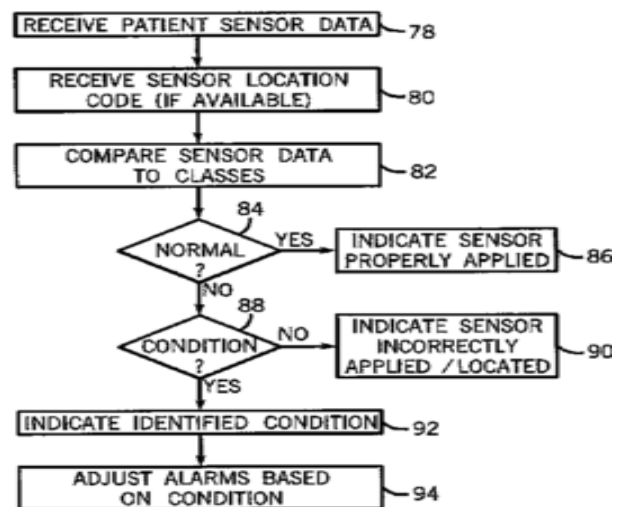 RECEIVE PATIENT SENSOR DATA
78
RECEIVE SENSOR LOCATION
CODE (IF AVAILABLE)
80
COMPARE SENSOR DATA
TO CLASSES
82
84
NORMAL
?
YES
INDICATE SENSOR
PROPERLY APPLIED
86
NO
88
CONDITION
?
NO
INDICATE SENSOR
INCORRECTLY
APPLIED / LOCATED
90
YES
INDICATE IDENTIFIED CONDITION
92
ADJUST ALARMS BASED
ON CONDITION
94